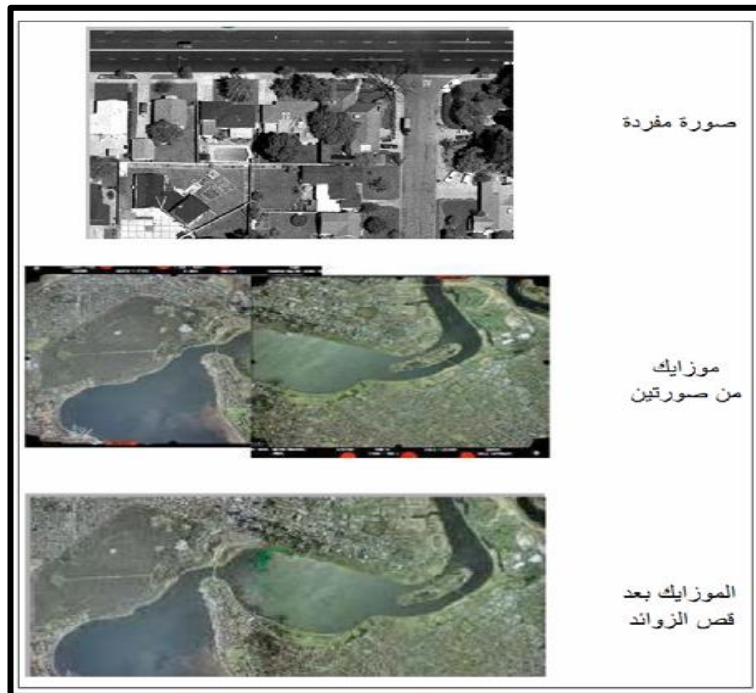 صورة مفردة
موزايك
من صورتين
الموزايك بعد
قص الزوائد